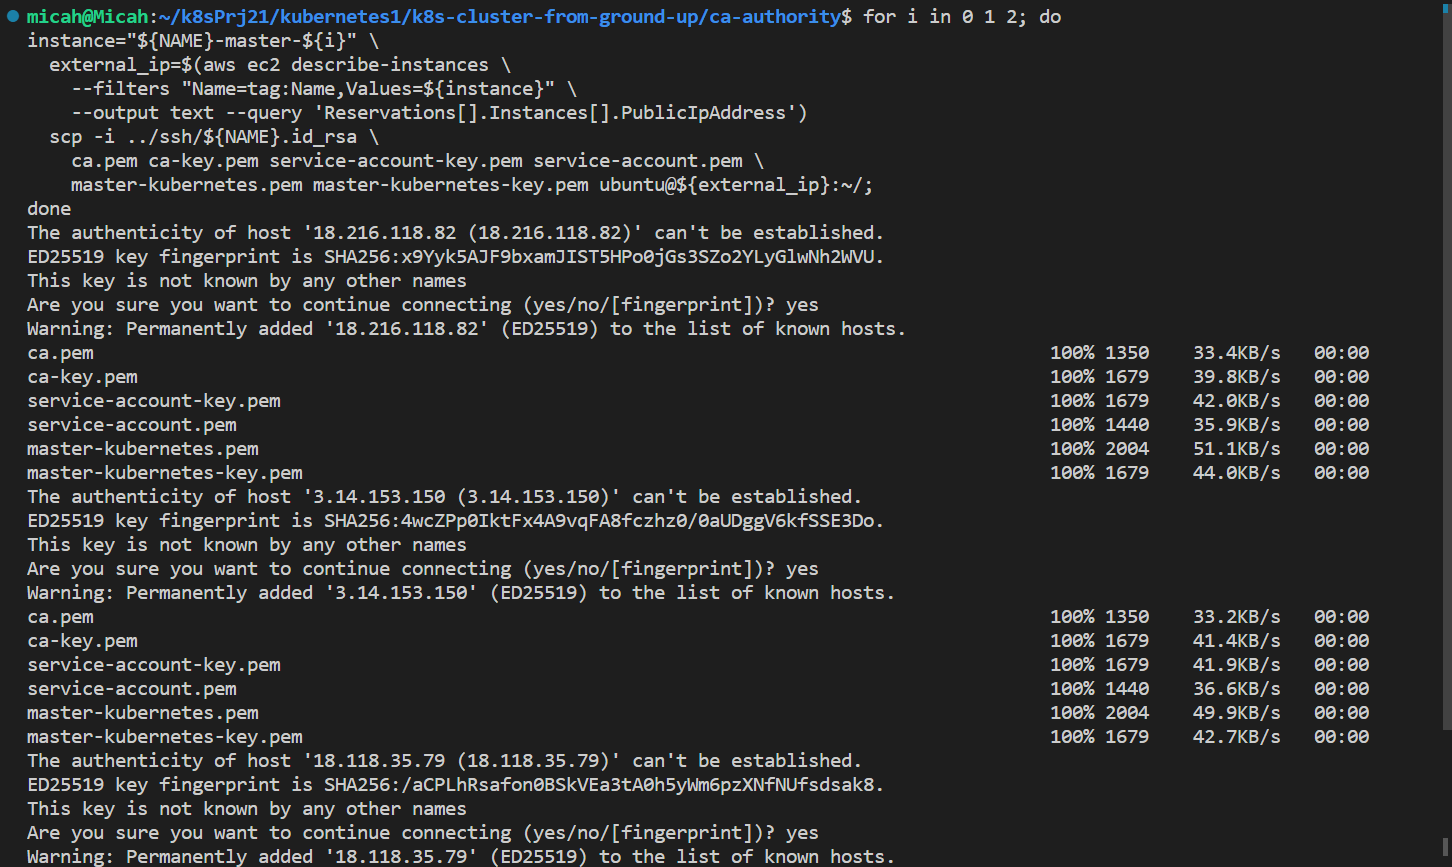 micah@Micah:~/k8sPrj21/kubernetes1/k8s-cluster-from-ground-up/ca-authority$ for i in 0 1 2; do
instance="${NAME}-master-${i}" \
  external_ip=$(aws ec2 describe-instances \
    --filters "Name=tag:Name,Values=${instance}" \
    --output text --query 'Reservations[].Instances[].PublicIpAddress')
  scp -i ../ssh/${NAME}.id_rsa \
    ca.pem ca-key.pem service-account-key.pem service-account.pem \
    master-kubernetes.pem master-kubernetes-key.pem ubuntu@${external_ip}:~/;
done
The authenticity of host '18.216.118.82 (18.216.118.82)' can't be established.
ED25519 key fingerprint is SHA256:x9Yyk5AJF9bxamJIST5HPo0jGs3SZo2YLyGlwNh2WVU.
This key is not known by any other names
Are you sure you want to continue connecting (yes/no/[fingerprint])? yes
Warning: Permanently added '18.216.118.82' (ED25519) to the list of known hosts.
ca.pem 100% 1350 33.4KB/s 00:00
ca-key.pem 100% 1679 39.8KB/s 00:00
service-account-key.pem 100% 1679 42.0KB/s 00:00
service-account.pem 100% 1440 35.9KB/s 00:00
master-kubernetes.pem 100% 2004 51.1KB/s 00:00
master-kubernetes-key.pem 100% 1679 44.0KB/s 00:00
The authenticity of host '3.14.153.150 (3.14.153.150)' can't be established.
ED25519 key fingerprint is SHA256:4wcZPp0IktFx4A9vqFA8fczhz0/0aUDggV6kfSSE3Do.
This key is not known by any other names
Are you sure you want to continue connecting (yes/no/[fingerprint])? yes
Warning: Permanently added '3.14.153.150' (ED25519) to the list of known hosts.
ca.pem 100% 1350 33.2KB/s 00:00
ca-key.pem 100% 1679 41.4KB/s 00:00
service-account-key.pem 100% 1679 41.9KB/s 00:00
service-account.pem 100% 1440 36.6KB/s 00:00
master-kubernetes.pem 100% 2004 49.9KB/s 00:00
master-kubernetes-key.pem 100% 1679 42.7KB/s 00:00
The authenticity of host '18.118.35.79 (18.118.35.79)' can't be established.
ED25519 key fingerprint is SHA256:/aCPLhRsafon0BSkVEa3tA0h5yWm6pzXNfNUfsdsak8.
This key is not known by any other names
Are you sure you want to continue connecting (yes/no/[fingerprint])? yes
Warning: Permanently added '18.118.35.79' (ED25519) to the list of known hosts.